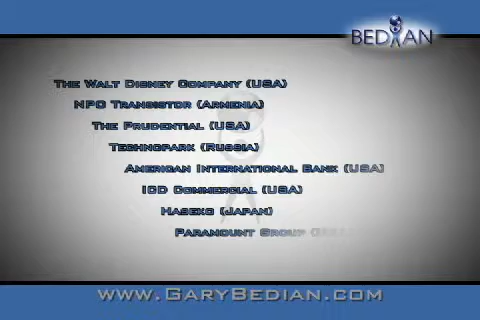 BEDIAN
The Walt Disney Company (USA)
NPO Transistor (Armenia)
The Prudential (USA)
Technopark (Russia)
American International Bank (USA)
ICD Commercial (USA)
Haseko (Japan)
Paramount Group
www.GaryBedian.com